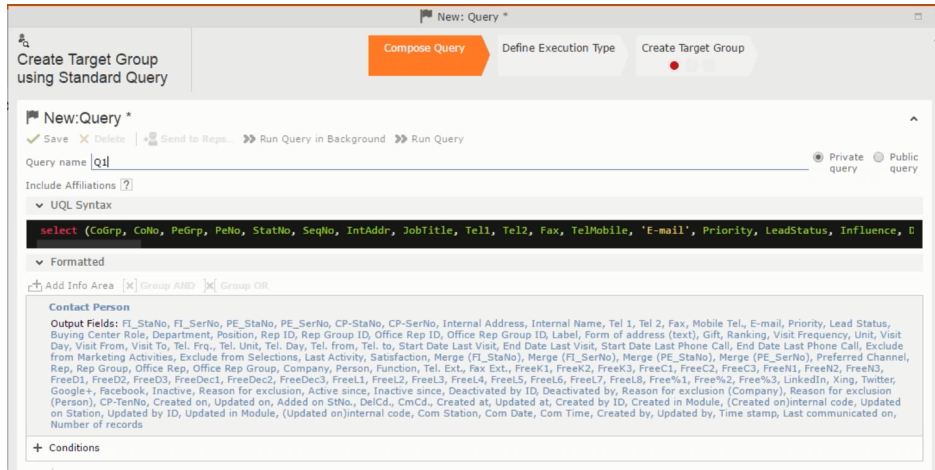 New: Query *
Create Target Group
using Standard Query
Compose Query
Define Execution Type
Create Target Group
New:Query *
Save Delete Send to Reps... Run Query in Background Run Query
Query name Q1
Private query
Public query
Include Affiliations ?
UQL Syntax
select (CoGrp, CoNo, PeGrp, PeNo, StatNo, SeqNo, IntAddr, JobTitle, Tel1, Tel2, Fax, TelMobile, 'E-mail', Priority, LeadStatus, Influence, D
Formatted
Add Info Area Group AND Group OR
Contact Person
Output Fields: FI_StaNo, FI_SerNo, PE_StaNo, PE_SerNo, CP-StaNo, CP-SerNo, Internal Address, Internal Name, Tel 1, Tel 2, Fax, Mobile Tel., E-mail, Priority, Lead Status,
Buying Center Role, Department, Position, Rep ID, Rep Group ID, Office Rep ID, Office Rep Group ID, Label, Form of address (text), Gift, Ranking, Visit Frequency, Unit, Visit
Day, Visit From, Visit To, Tel. Frq., Tel. Unit, Tel. Day, Tel. from, Tel. to, Start Date Last Visit, End Date Last Visit, Start Date Last Phone Call, End Date Last Phone Call, Exclude
from Marketing Activities, Exclude from Selections, Last Activity, Satisfaction, Merge (FI_StaNo), Merge (FI_SerNo), Merge (PE_StaNo), Merge (PE_SerNo), Preferred Channel,
Rep, Rep Group, Office Rep, Office Rep Group, Company, Person, Function, Tel. Ext., Fax Ext., FreeK1, FreeK2, FreeK3, FreeC1, FreeC2, FreeC3, FreeN1, FreeN2, FreeN3,
FreeD1, FreeD2, FreeD3, FreeDec1, FreeDec2, FreeDec3, FreeL1, FreeL2, FreeL3, FreeL4, FreeL5, FreeL6, FreeL7, FreeL8, Free%1, Free%2, Free%3, LinkedIn, Xing, Twitter,
Google+, Facebook, Inactive, Reason for exclusion, Active since, Inactive since, Deactivated by ID, Deactivated by, Reason for exclusion (Company), Reason for exclusion
(Person), CP-TenNo, Created on, Updated on, Added on StNo., DelCd., CmCd., Created at, Updated at, Created by ID, Created in Module, (Created on)internal code, Updated
on Station, Updated by ID, Updated in Module, (Updated on)internal code, Com Station, Com Date, Com Time, Created by, Updated by, Time stamp, Last communicated on,
Number of records
+ Conditions